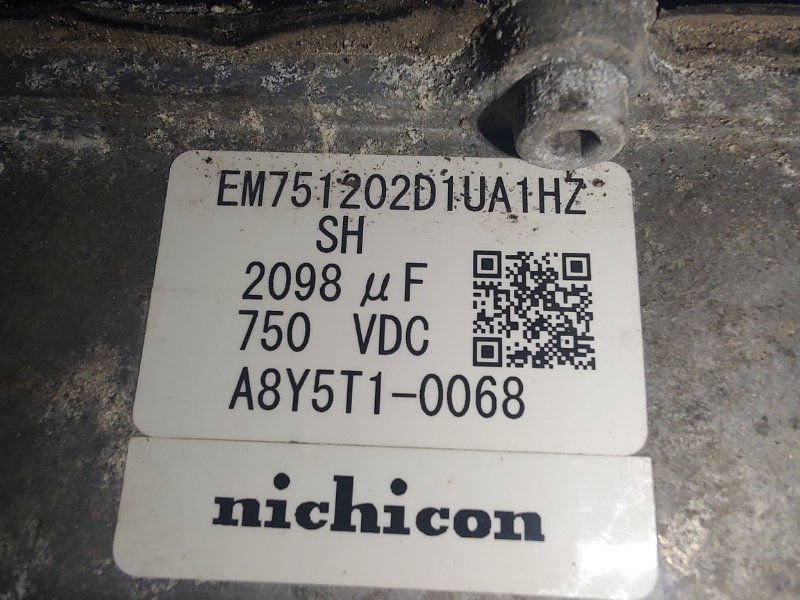 EM751202D1UA1HZ
SH
2098 μF
750 VDC
A8Y5T1-0068
nichicon